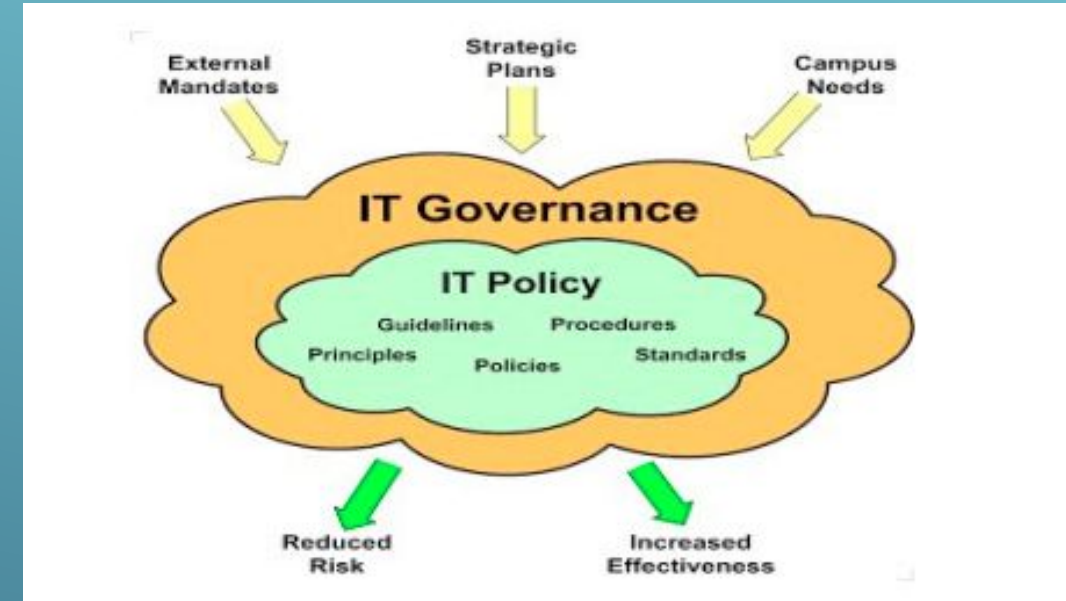 External
Mandates
Strategic
Plans
Campus
Needs
IT Governance
IT Policy
Guidelines
Procedures
Principles
Policies
Standards
Reduced
Risk
Increased
Effectiveness